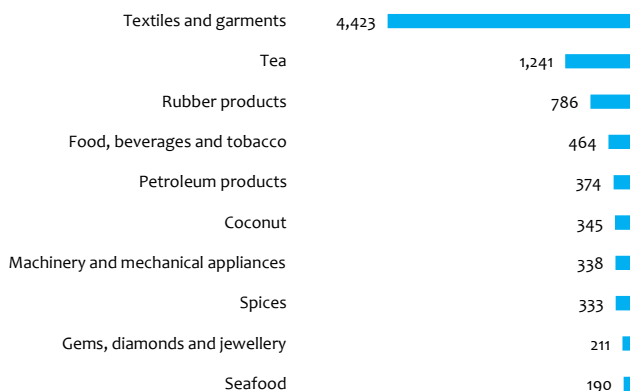 Textiles and garments 4,423
Tea 1,241
Rubber products 786
Food, beverages and tobacco 464
Petroleum products 374
Coconut 345
Machinery and mechanical appliances 338
Spices 333
Gems, diamonds and jewellery 211
Seafood 190